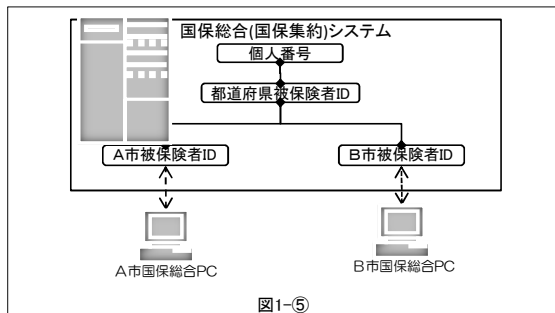 国保総合(国保集約)システム
個人番号
都道府県被保険者ID
A市被保険者ID
B市被保険者ID
A市国保総合PC
B市国保総合PC
図1-⑤